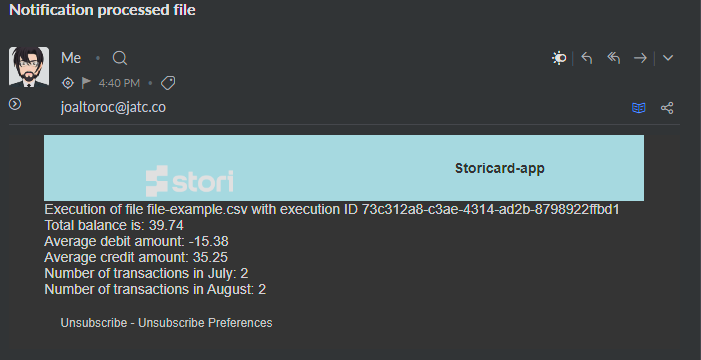 Notification processed file
Me
4:40 PM
joaltoroc@jatc.co
stori
Storicard-app
Execution of file file-example.csv with execution ID 73c312a8-c3ae-4314-ad2b-8798922ffbd1
Total balance is: 39.74
Average debit amount: -15.38
Average credit amount: 35.25
Number of transactions in July: 2
Number of transactions in August: 2
Unsubscribe - Unsubscribe Preferences